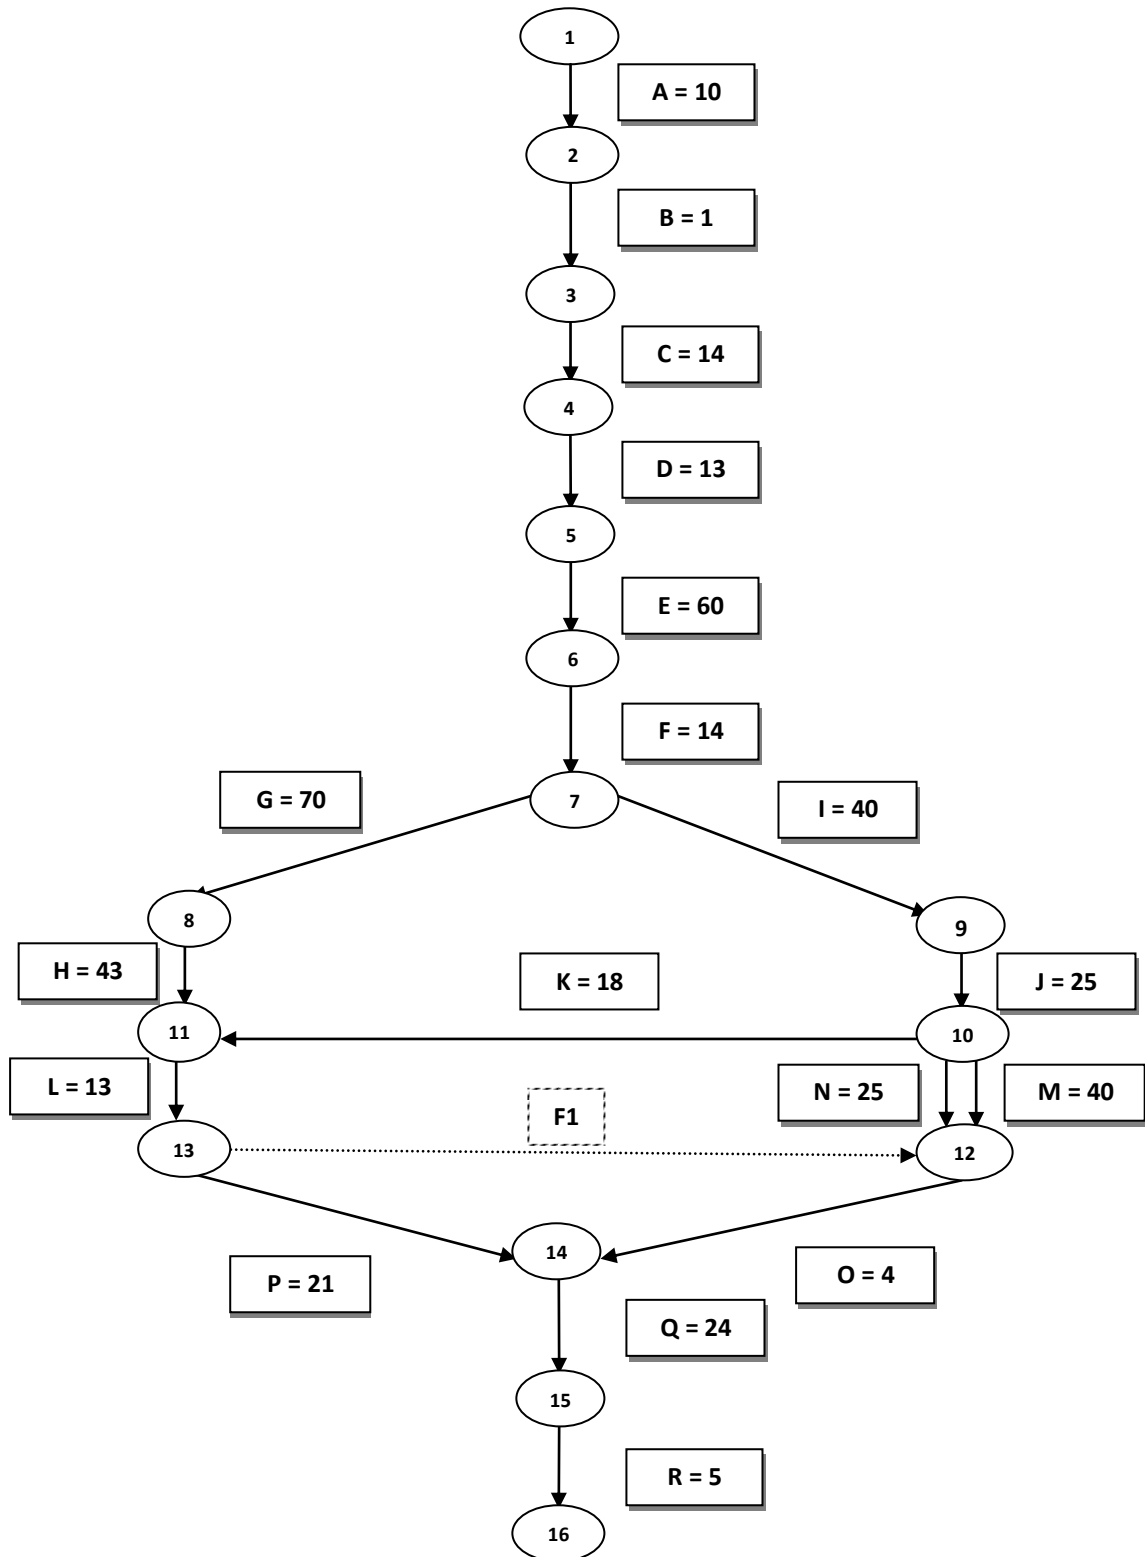 1
A = 10
2
B = 1
3
C = 14
4
D = 13
5
E = 60
6
F = 14
G = 70
7
I = 40
8
9
H = 43
K = 18
J = 25
11
10
L = 13
F1
N = 25
M = 40
13
12
14
P = 21
O = 4
Q = 24
15
R = 5
16